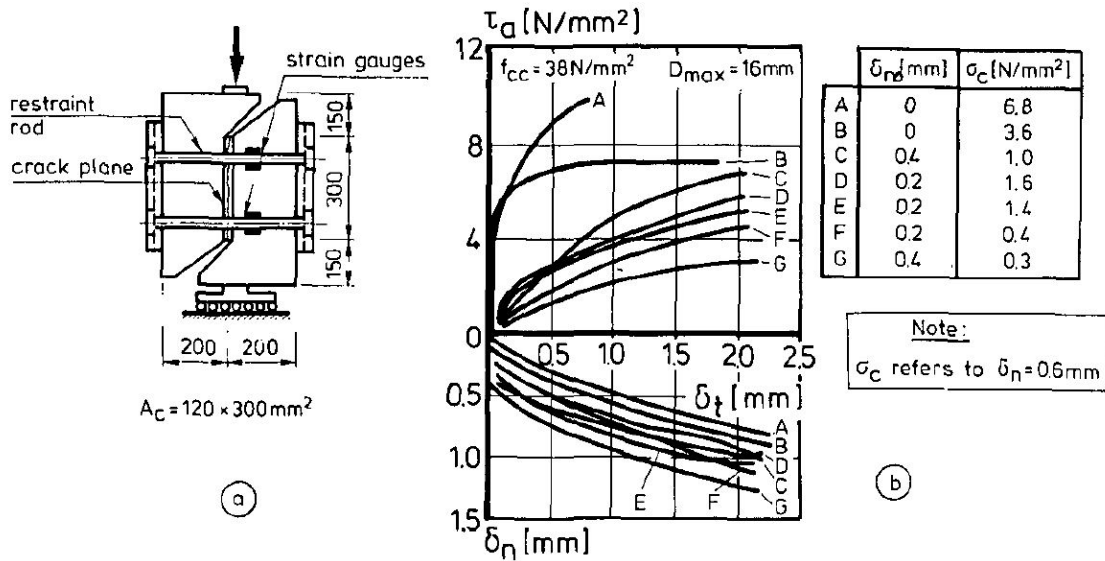 strain gauges
restraint
rod
crack plane
150
300
150
200 200
A_C = 120 × 300 mm²
a
τ_a [N/mm²]
12
f_cc = 38 N/mm² D_max = 16 mm
A
8
B
C
D
E
F
G
4
0
0.5 1.0 1.5 2.0 2.5
δ_t [mm]
0.5
1.0
1.5
A
B
D
C
G
E F
δ_n [mm]
δ_no [mm] σ_c [N/mm²]
A 0 6.8
B 0 3.6
C 0.4 1.0
D 0.2 1.6
E 0.2 1.4
F 0.2 0.4
G 0.4 0.3
Note:
σ_c refers to δ_n = 0.6 mm
b